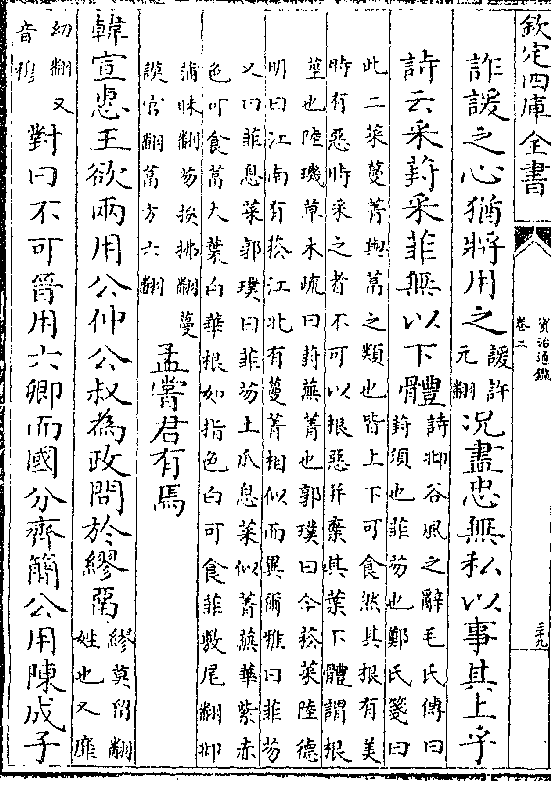 欽定四庫全書
資治通鑑
卷二
三十九
詐諼之心猶將用之諼許元翻况盡忠無私以事其上乎
詩云采葑采菲無以下體詩邶谷風之辭毛氏傳曰葑須也菲芴也鄭氏箋曰
此二菜蔓菁與葍之類也皆上下可食然其根有美
時有惡時采之者不可以根惡并棄其葉下體謂根
莖也陸璣草木疏曰葑蕪菁也郭璞曰今菘菜陸德
明曰江南有菘江北有蔓菁相似而異爾雅曰菲芴
又曰菲息菜郭璞曰菲芴土瓜息菜似菁蕪華紫赤
色可食葍大葉白華根如指色白可食菲敷尾翻邶
蒲昧翻芴拂翻蔓謨官翻葍方六翻孟嘗君有焉
韓宣惠王欲兩用公仲公叔為政問於繆留繆莫留翻姓也又靡
幼翻又音穆對曰不可晉用六卿而國分齊簡公用陳成子